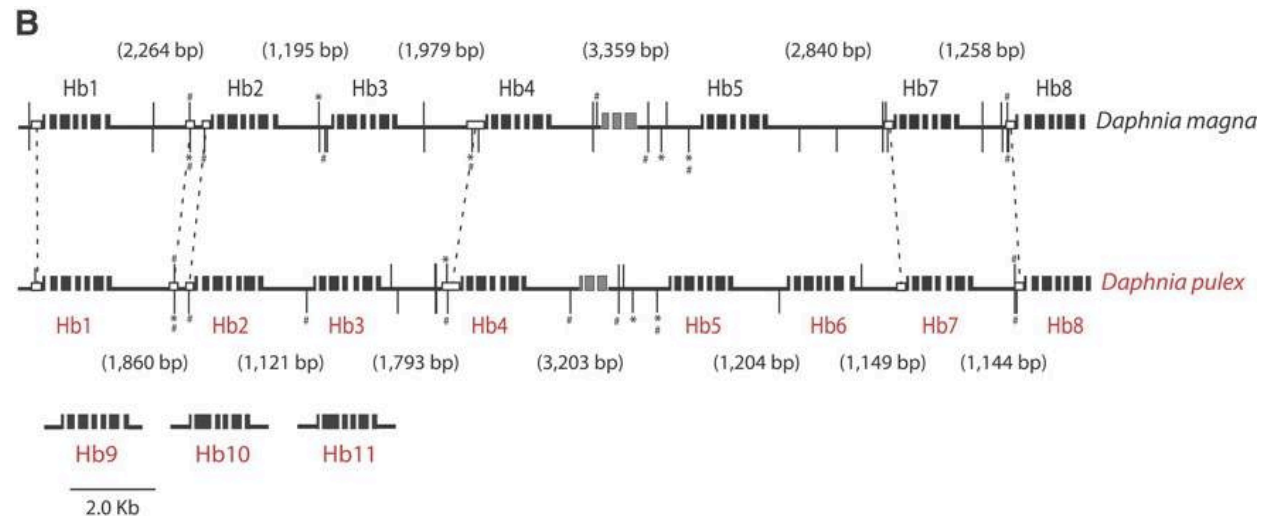 B
(2,264 bp) (1,195 bp) (1,979 bp) (3,359 bp) (2,840 bp) (1,258 bp)
Hb1 Hb2 Hb3 Hb4 Hb5 Hb7 Hb8
# * # #
Daphnia magna
* # # * # * # #
# # *
#
# * #
Daphnia pulex
* # # # # # * * #
# #
Hb1 Hb2 Hb3 Hb4 Hb5 Hb6 Hb7 Hb8
(1,860 bp) (1,121 bp) (1,793 bp) (3,203 bp) (1,204 bp) (1,149 bp) (1,144 bp)
Hb9 Hb10 Hb11
2.0 Kb